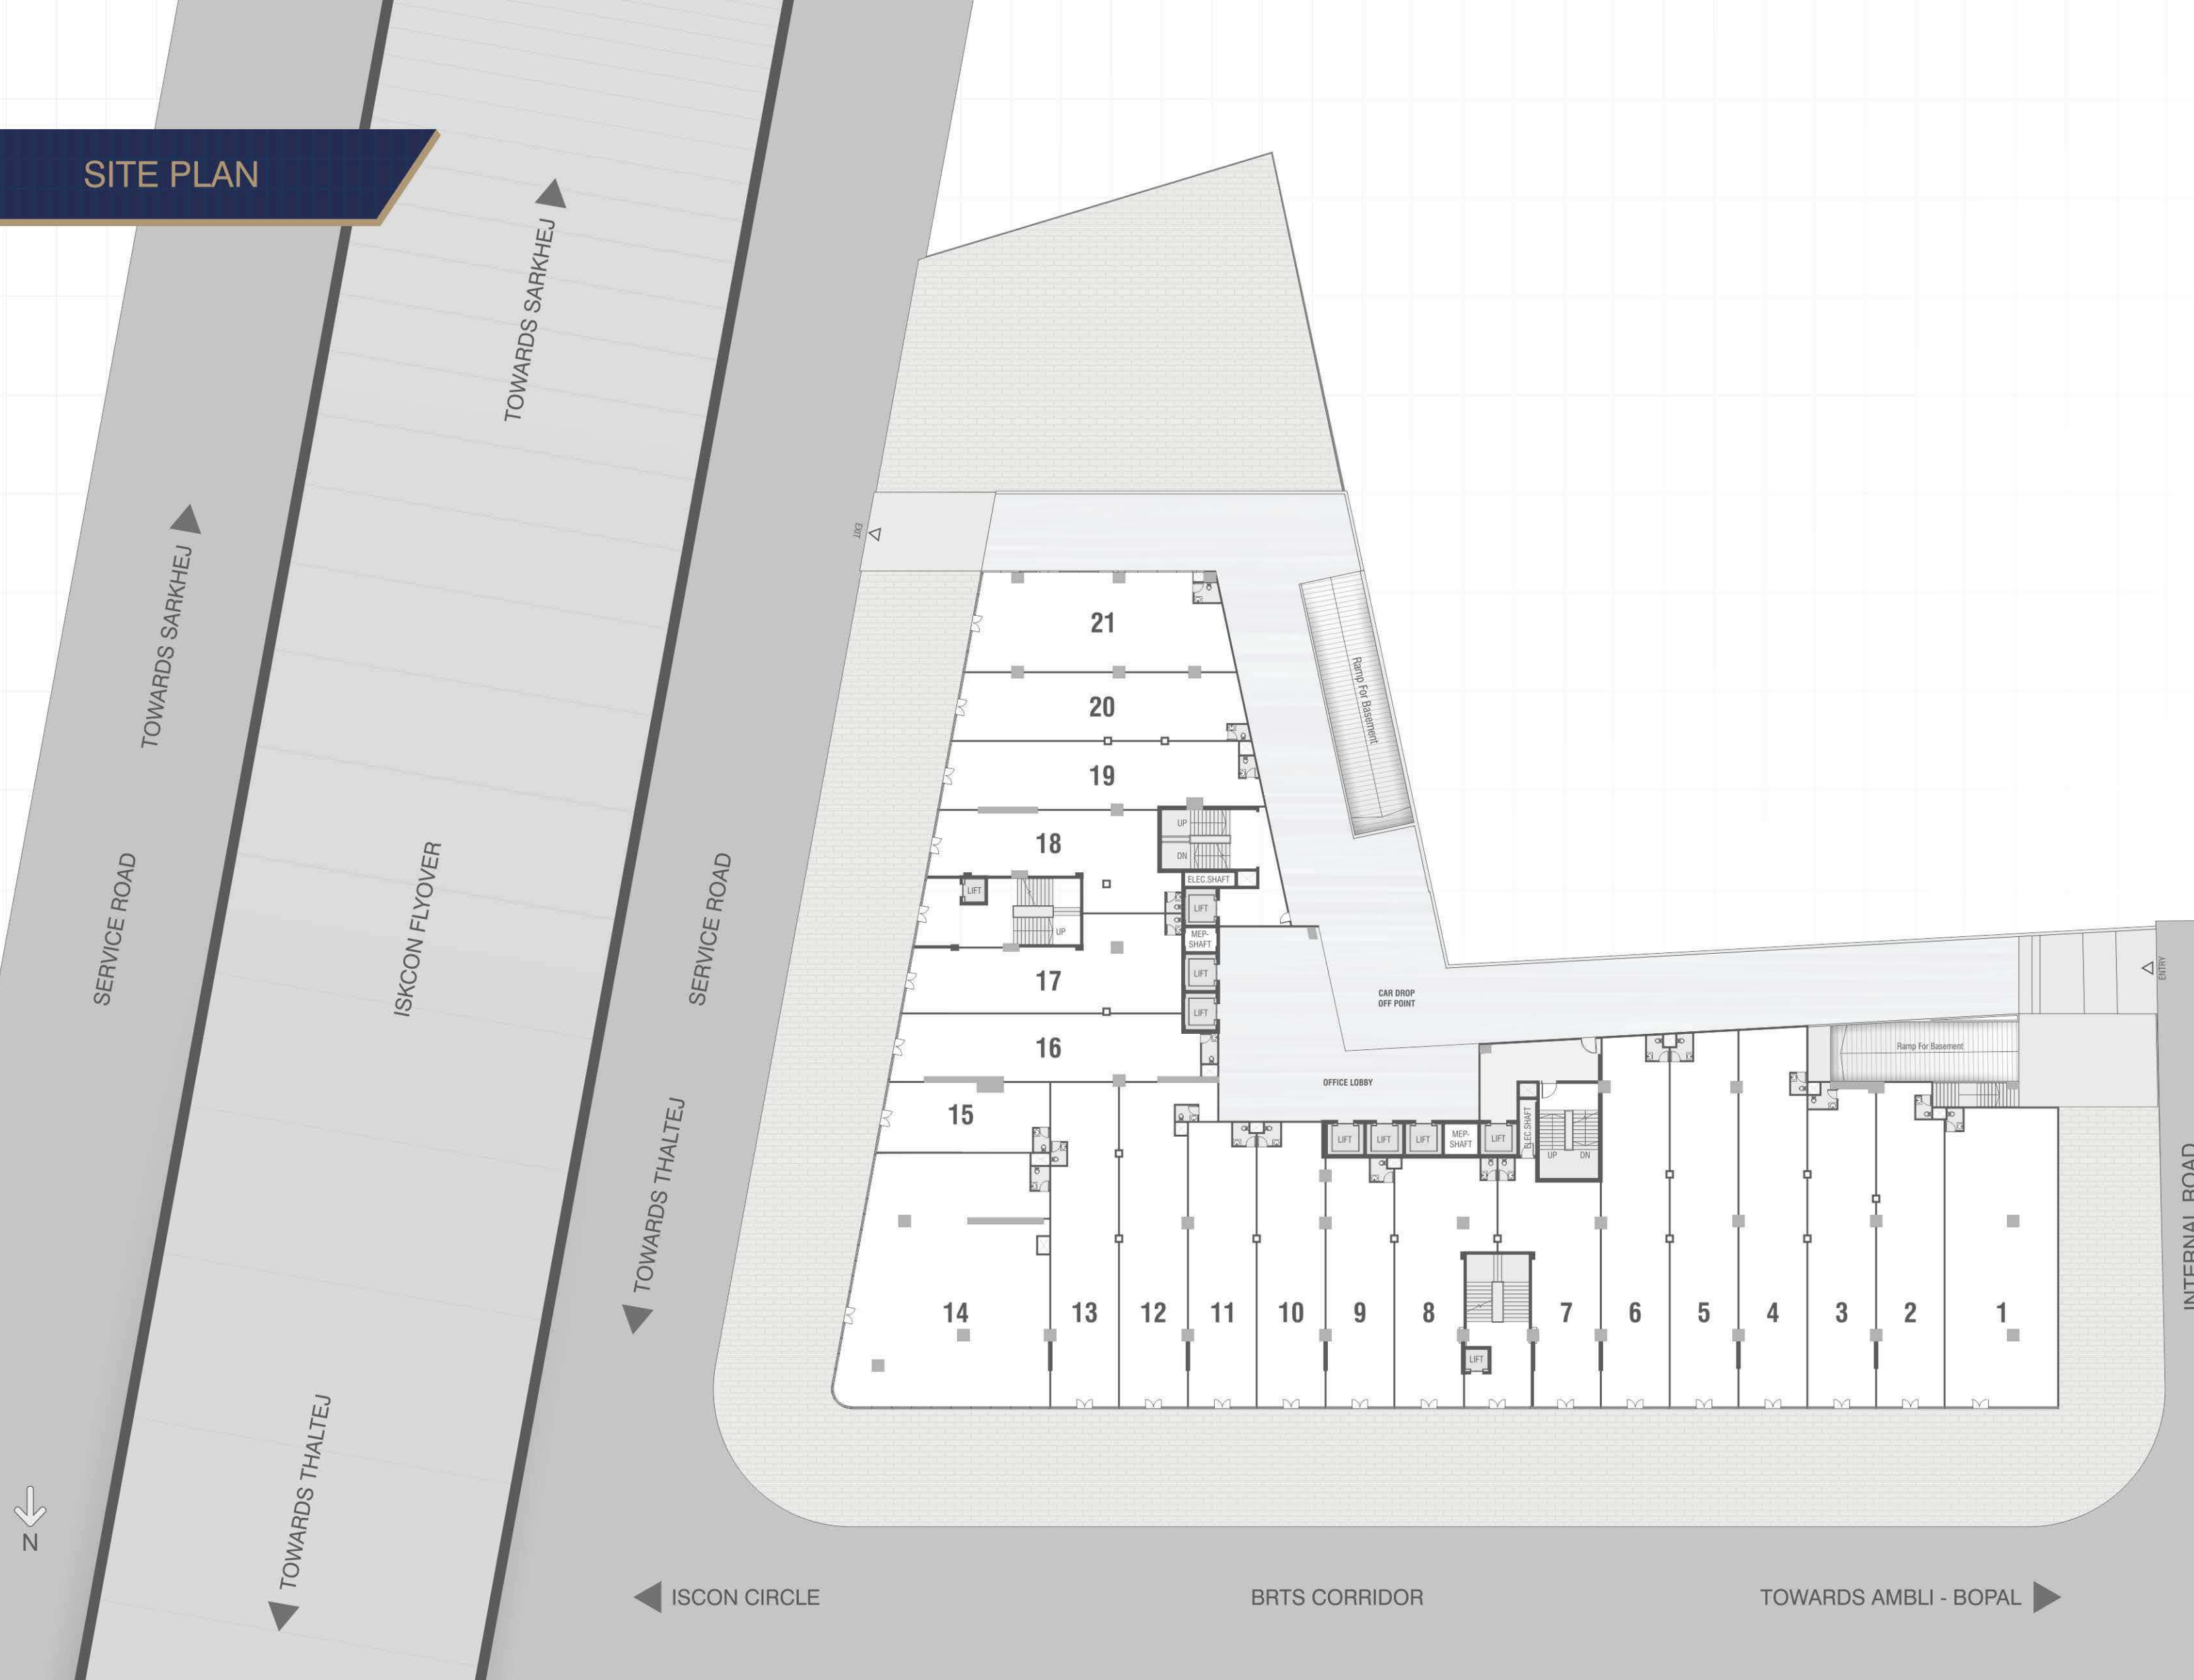 SITE PLAN
TOWARDS SARKHEJ
TOWARDS SARKHEJ
SERVICE ROAD
ISKCON FLYOVER
SERVICE ROAD
TOWARDS THALTEJ
TOWARDS THALTEJ
N
EXIT
21
Ramp For Basement
20
19
UP
18
DN
ELEC.SHAFT
LIFT
LIFT
UP
MEP-
SHAFT
17
LIFT
LIFT
16
CAR DROP
OFF POINT
ENTRY
Ramp For Basement
OFFICE LOBBY
15
LIFT
LIFT
LIFT
MEP-
SHAFT
LIFT
ELEC.SHAFT
UP
DN
INTERNAL ROAD
14
13
12
11
10
9
8
7
6
5
4
3
2
1
LIFT
ISCON CIRCLE
BRTS CORRIDOR
TOWARDS AMBLI - BOPAL